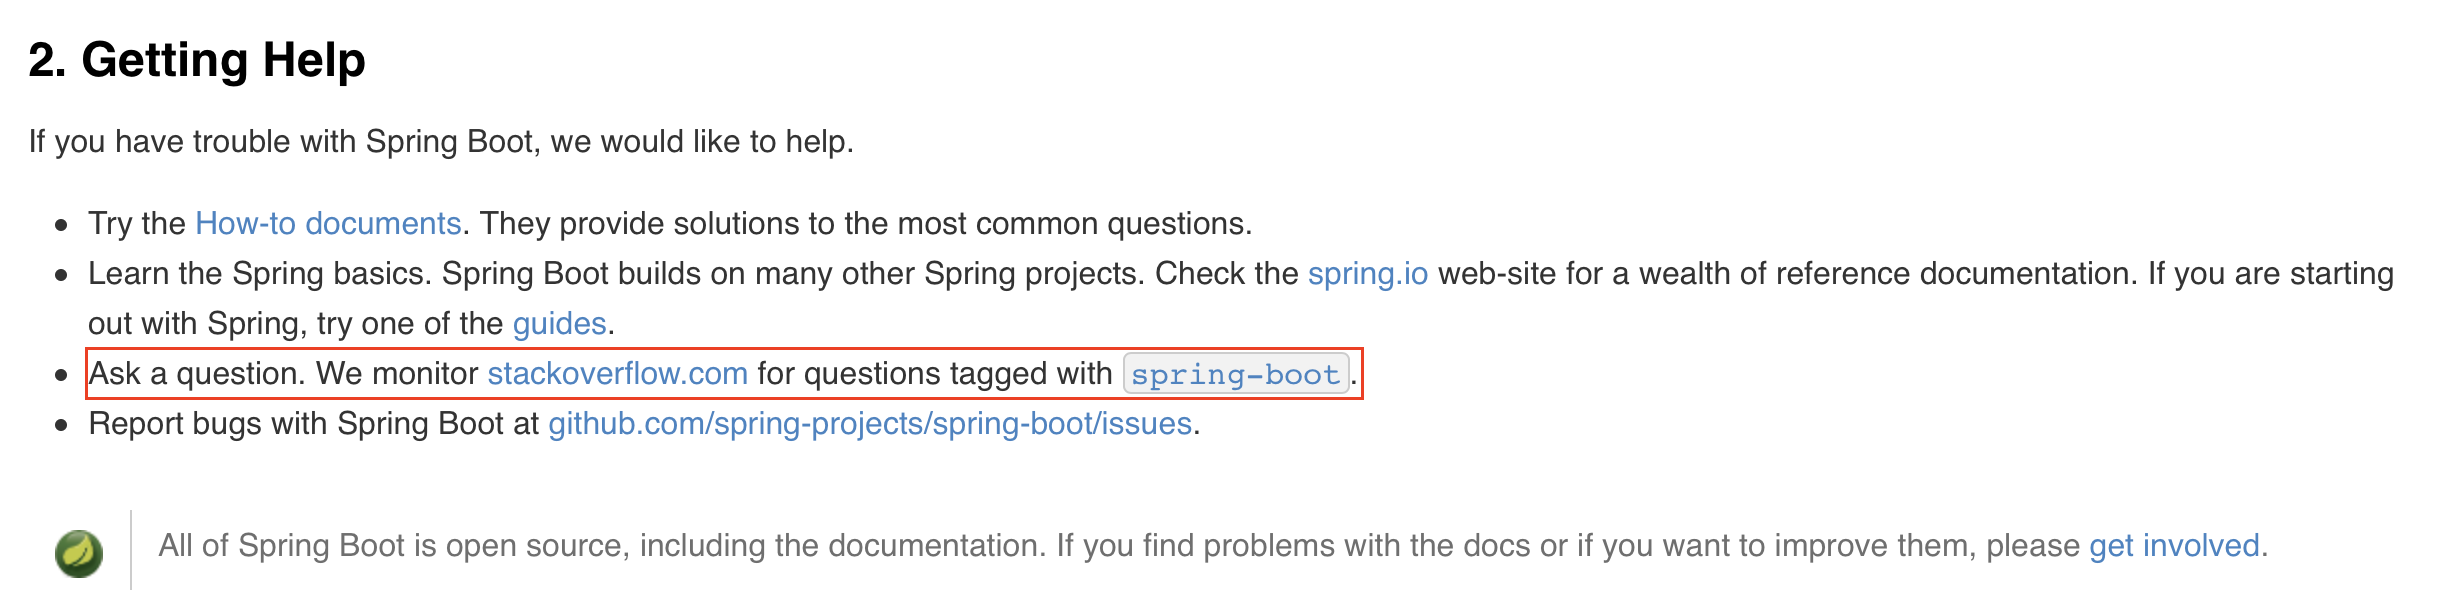 2. Getting Help
If you have trouble with Spring Boot, we would like to help.
• Try the How-to documents. They provide solutions to the most common questions.
• Learn the Spring basics. Spring Boot builds on many other Spring projects. Check the spring.io web-site for a wealth of reference documentation. If you are starting
out with Spring, try one of the guides.
• Ask a question. We monitor stackoverflow.com for questions tagged with spring-boot.
• Report bugs with Spring Boot at github.com/spring-projects/spring-boot/issues.
All of Spring Boot is open source, including the documentation. If you find problems with the docs or if you want to improve them, please get involved.